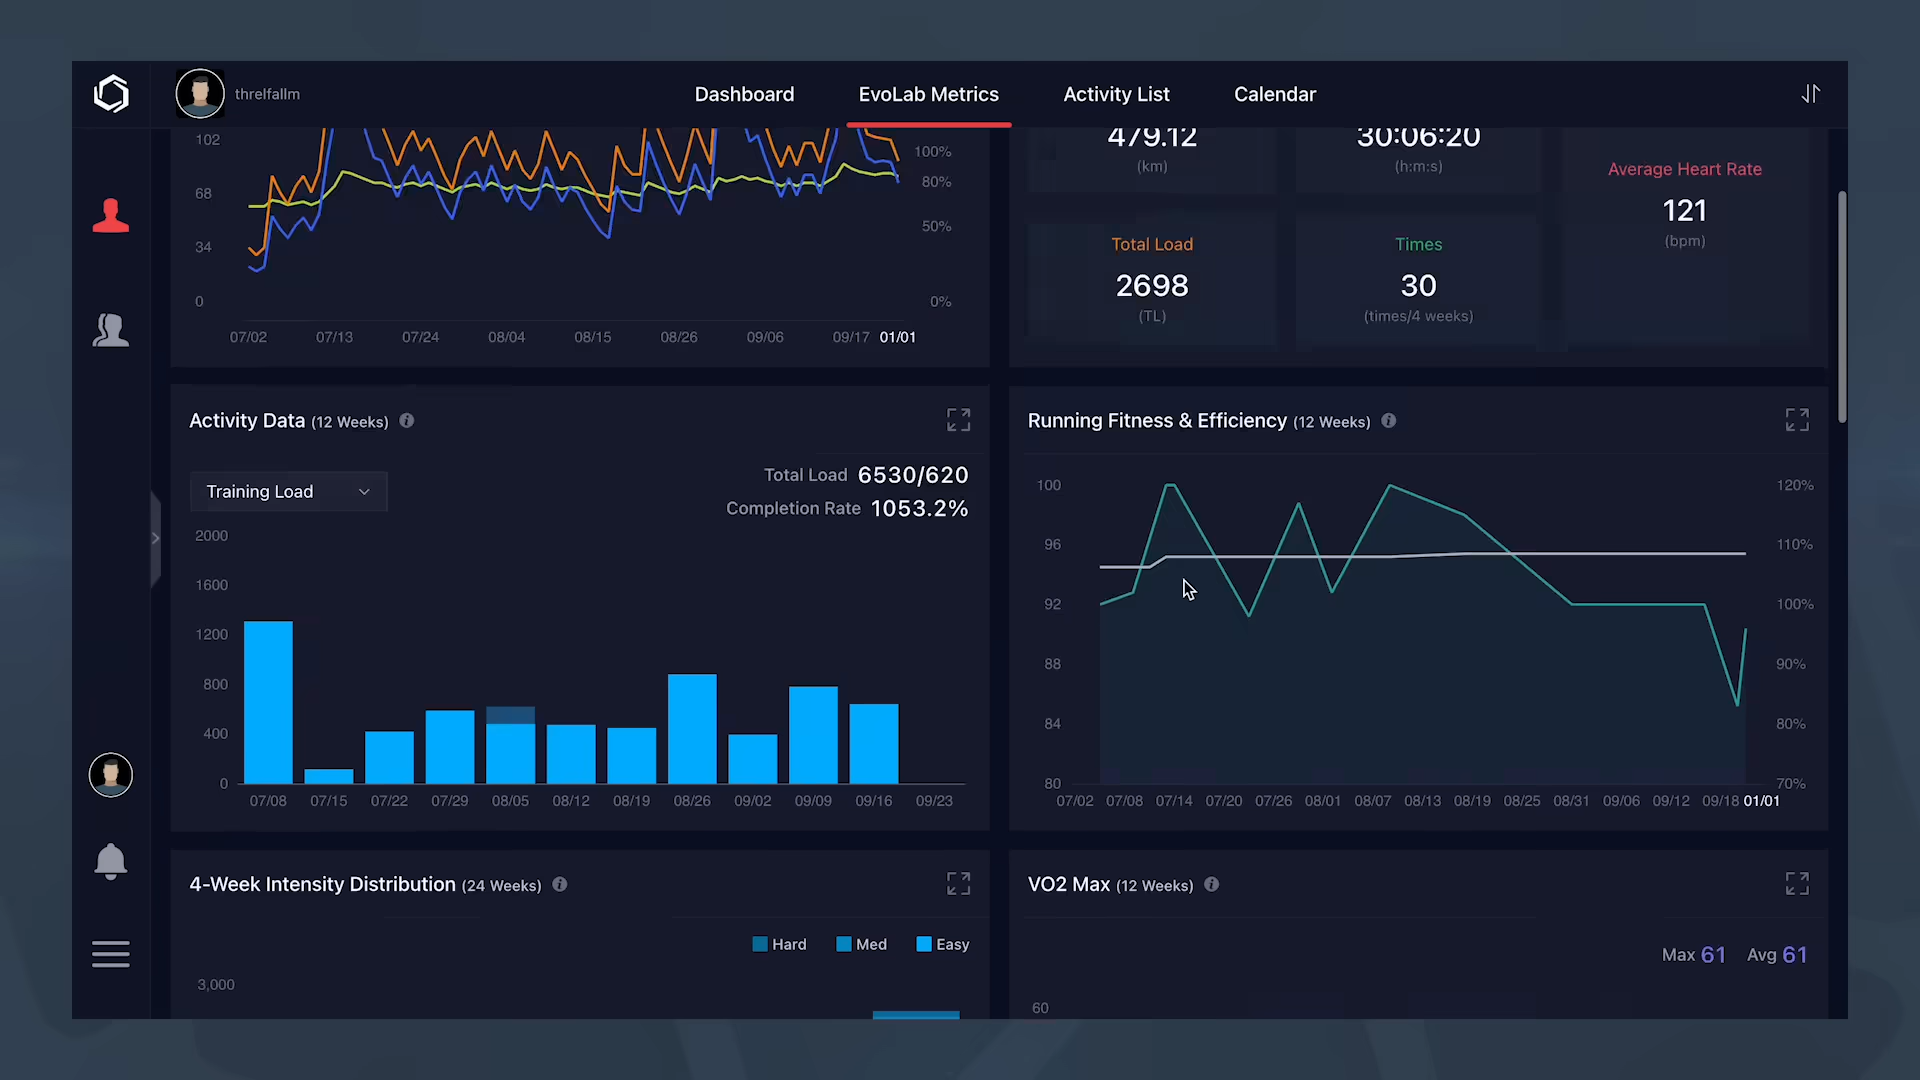 threlfallm
Dashboard
EvoLab Metrics
Activity List
Calendar
102
68
34
0
100%
80%
50%
0%
07/02 07/13 07/24 08/04 08/15 08/26 09/06 09/17 01/01
479.12
(km)
30:06:20
(h:m:s)
Average Heart Rate
121
(bpm)
Total Load
2698
(TL)
Times
30
(times/4 weeks)
Activity Data (12 Weeks)
Training Load
Total Load 6530/620
Completion Rate 1053.2%
2000
1600
1200
800
400
0
07/08 07/15 07/22 07/29 08/05 08/12 08/19 08/26 09/02 09/09 09/16 09/23
Running Fitness & Efficiency (12 Weeks)
100
96
92
88
84
80
120%
110%
100%
90%
80%
70%
07/02 07/08 07/14 07/20 07/26 08/01 08/07 08/13 08/19 08/25 08/31 09/06 09/12 09/18 01/01
4-Week Intensity Distribution (24 Weeks)
Hard Med Easy
3,000
VO2 Max (12 Weeks)
Max 61 Avg 61
60